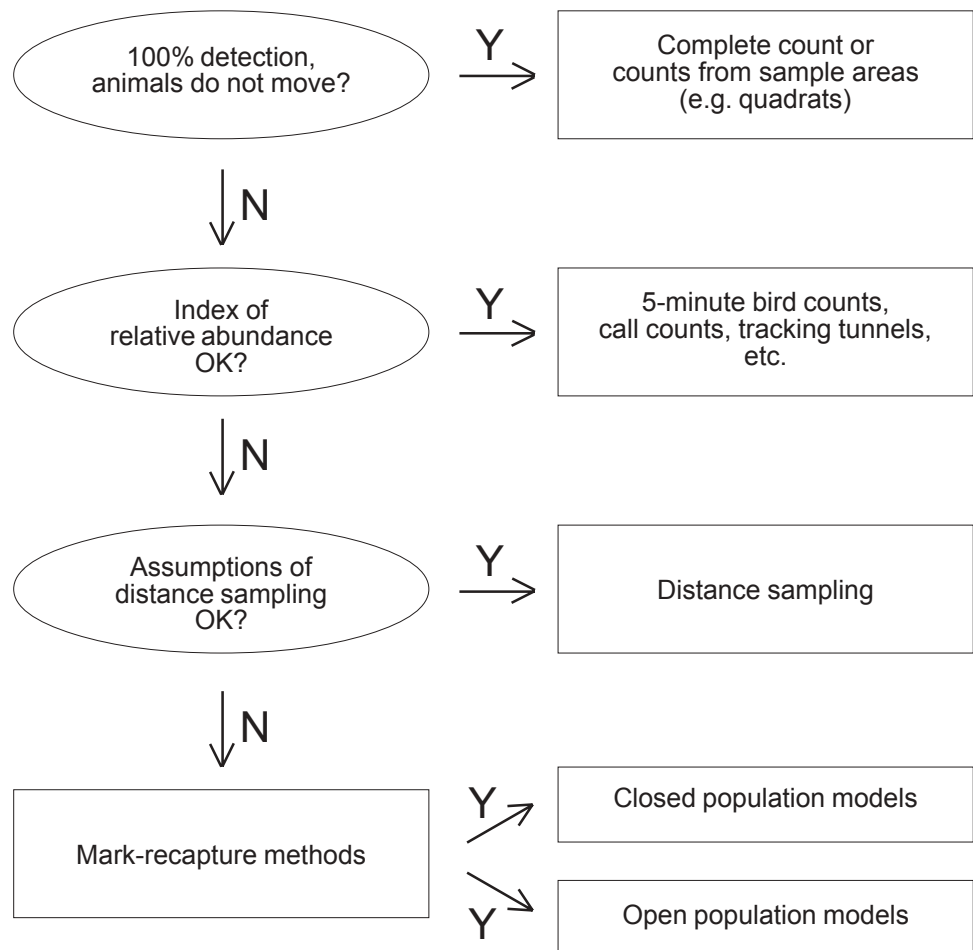 100% detection,
animals do not move?
Y
Complete count or
counts from sample areas
(e.g. quadrats)
N
Index of
relative abundance
OK?
Y
5-minute bird counts,
call counts, tracking tunnels,
etc.
N
Assumptions of
distance sampling
OK?
Y
Distance sampling
N
Mark-recapture methods
Y
Closed population models
Y
Open population models